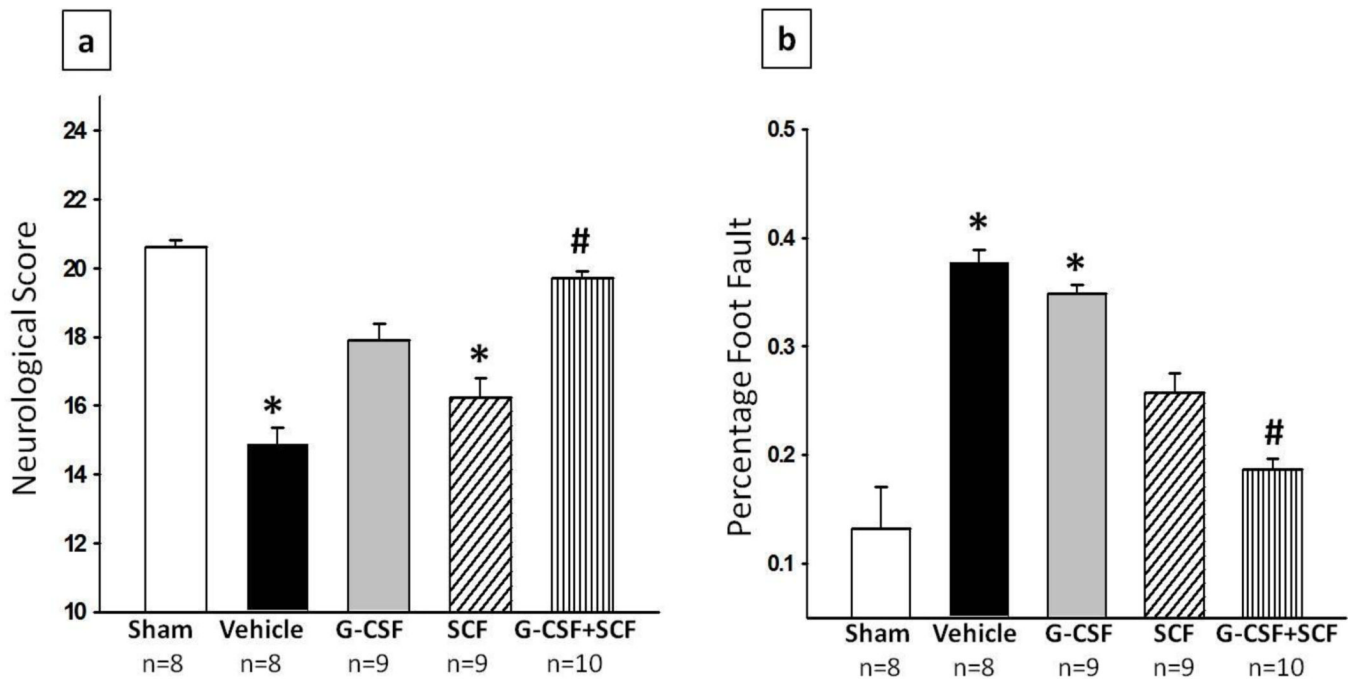 a
Neurological Score
24
22
20
18
16
14
12
10
*
*
#
Sham Vehicle G-CSF SCF G-CSF+SCF
n=8 n=8 n=9 n=9 n=10
b
Percentage Foot Fault
0.5
0.4
0.3
0.2
0.1
*
*
#
Sham Vehicle G-CSF SCF G-CSF+SCF
n=8 n=8 n=9 n=9 n=10